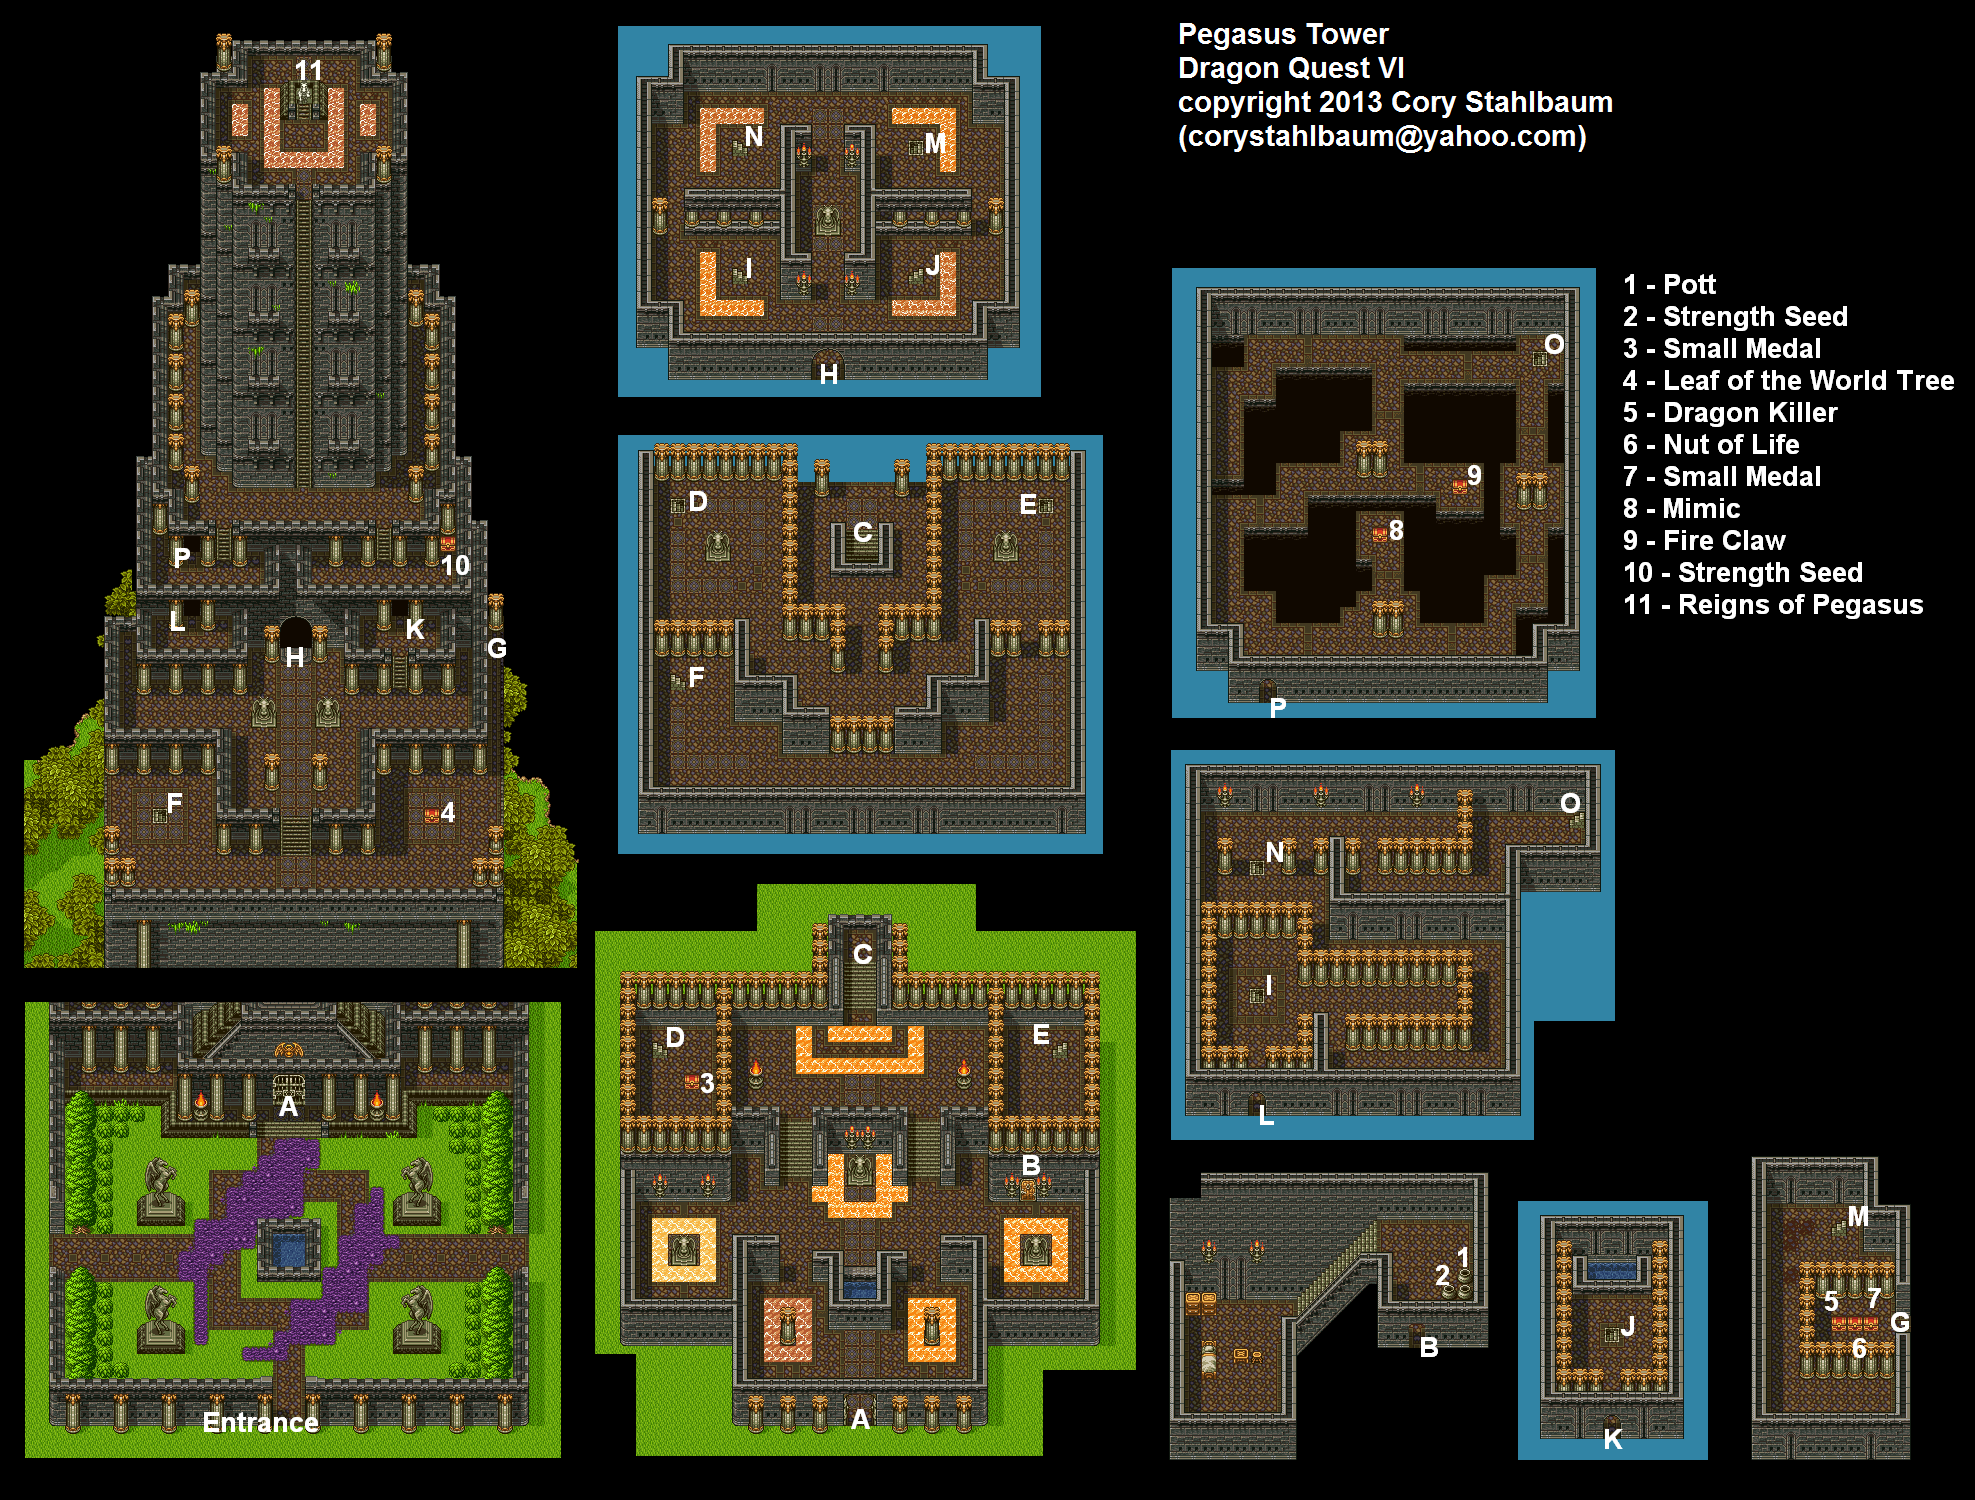 Pegasus Tower
Dragon Quest VI
copyright 2013 Cory Stahlbaum
(corystahlbaum@yahoo.com)
1 - Pott
2 - Strength Seed
3 - Small Medal
4 - Leaf of the World Tree
5 - Dragon Killer
6 - Nut of Life
7 - Small Medal
8 - Mimic
9 - Fire Claw
10 - Strength Seed
11 - Reigns of Pegasus
11
P
10
L
K
H
G
F
4
A
Entrance
N
M
I
J
H
D
C
E
F
C
D
E
3
B
A
O
9
8
P
O
N
I
L
1
2
B
J
K
M
5
7
G
6